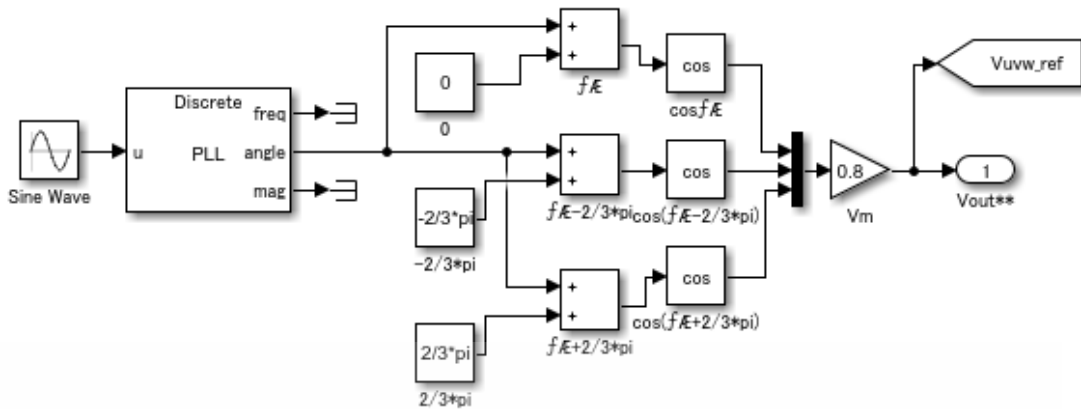 Sine Wave
u
Discrete
PLL
freq
angle
mag
0
0
-2/3*pi
-2/3*pi
2/3*pi
2/3*pi
+
+
ƒÆ
+
+
ƒÆ-2/3*pi
+
+
ƒÆ+2/3*pi
cos
cosƒÆ
cos
cos(ƒÆ-2/3*pi)
cos
cos(ƒÆ+2/3*pi)
0.8
Vm
Vuvw_ref
1
Vout**